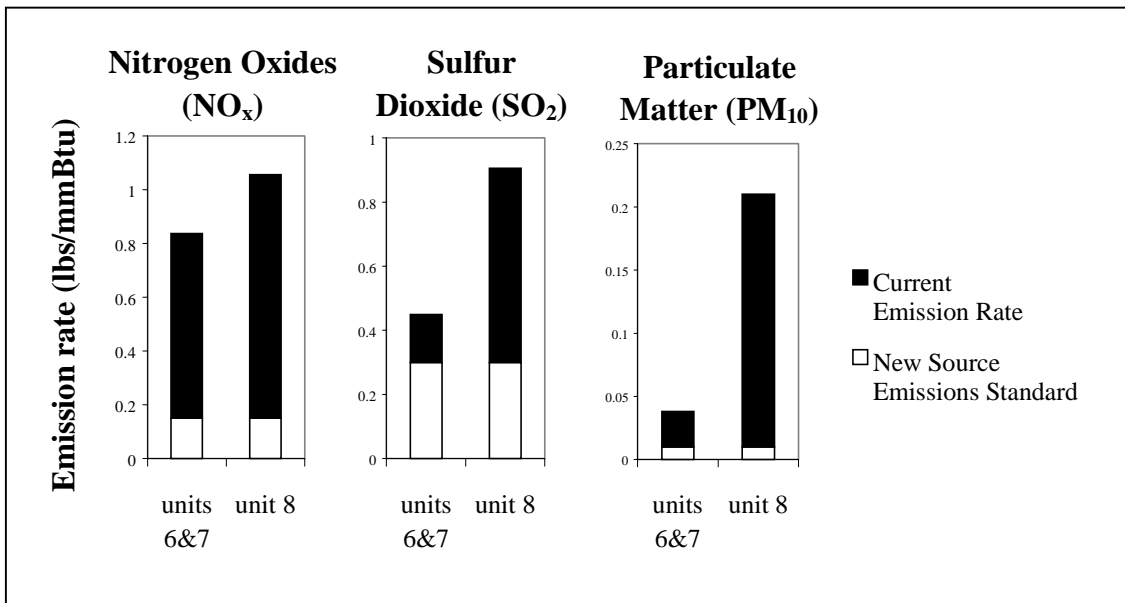 Nitrogen Oxides
(NOx)
Sulfur
Dioxide (SO2)
Particulate
Matter (PM10)
Emission rate (lbs/mmBtu)
1.2
1
0.8
0.6
0.4
0.2
0
units
6&7
unit 8
1
0.8
0.6
0.4
0.2
0
units
6&7
unit 8
0.25
0.2
0.15
0.1
0.05
0
units
6&7
unit 8
Current
Emission Rate
New Source
Emissions Standard